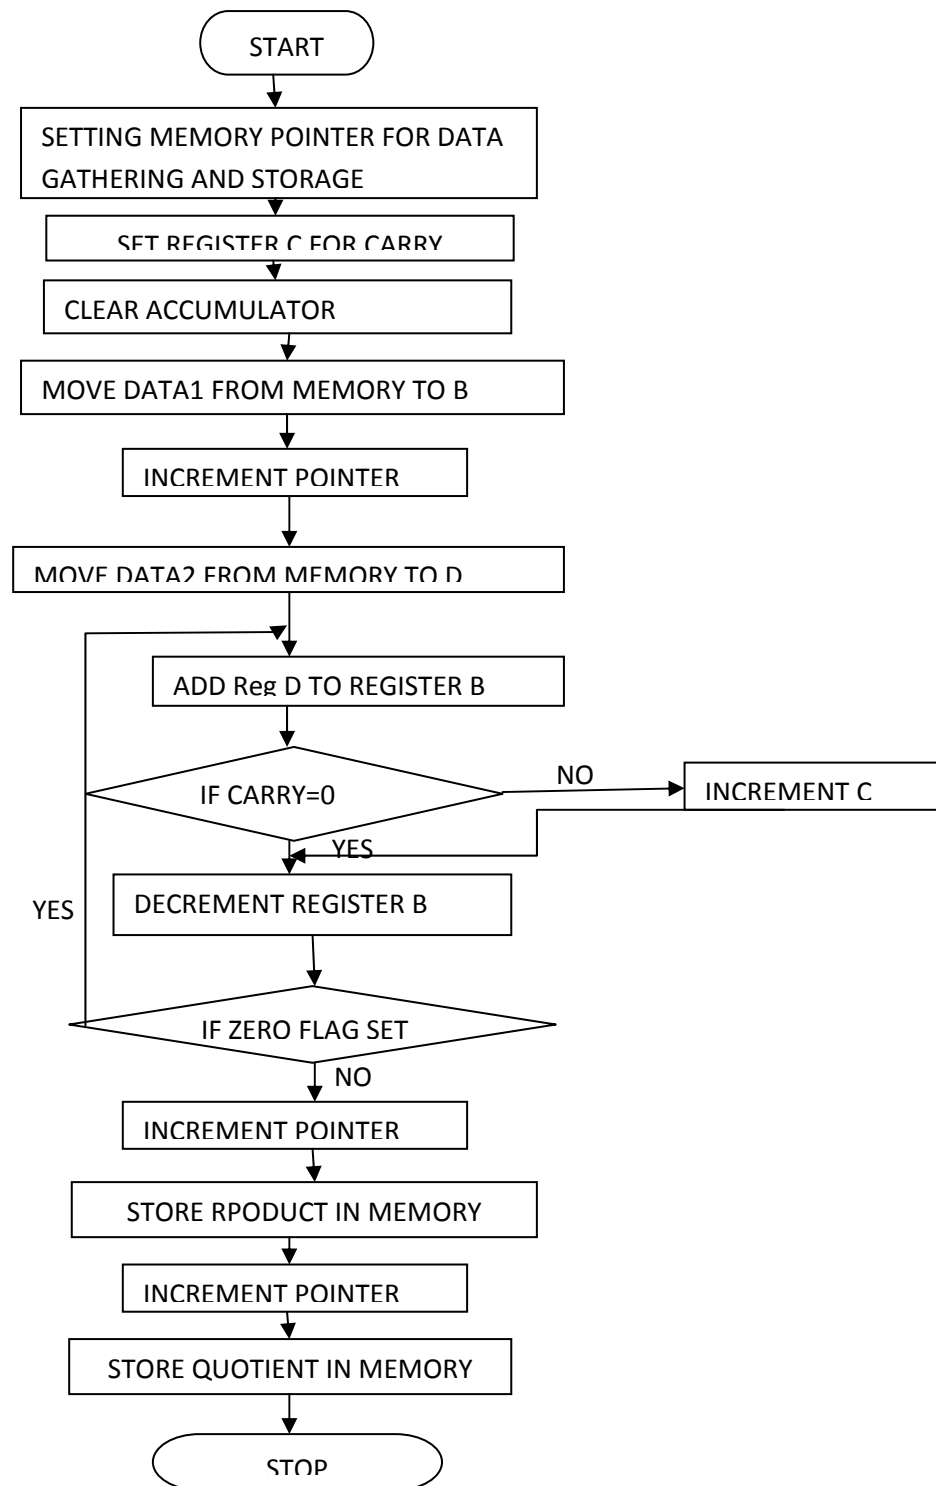 START
SETTING MEMORY POINTER FOR DATA
GATHERING AND STORAGE
SET REGISTER C FOR CARRY
CLEAR ACCUMULATOR
MOVE DATA1 FROM MEMORY TO B
INCREMENT POINTER
MOVE DATA2 FROM MEMORY TO D
ADD Reg D TO REGISTER B
IF CARRY=0
NO
INCREMENT C
YES
DECREMENT REGISTER B
YES
IF ZERO FLAG SET
NO
INCREMENT POINTER
STORE RPODUCT IN MEMORY
INCREMENT POINTER
STORE QUOTIENT IN MEMORY
STOP